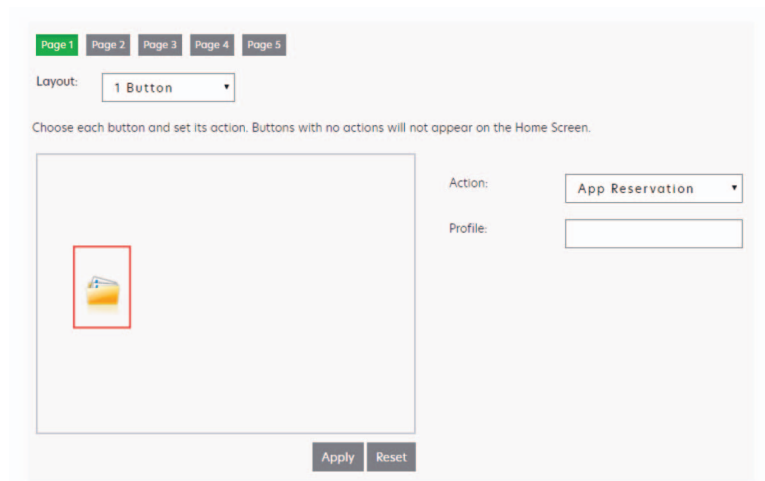 Page 1 Page 2 Page 3 Page 4 Page 5
Layout: 1 Button
Choose each button and set its action. Buttons with no actions will not appear on the Home Screen.
Action: App Reservation
Profile:
Apply Reset